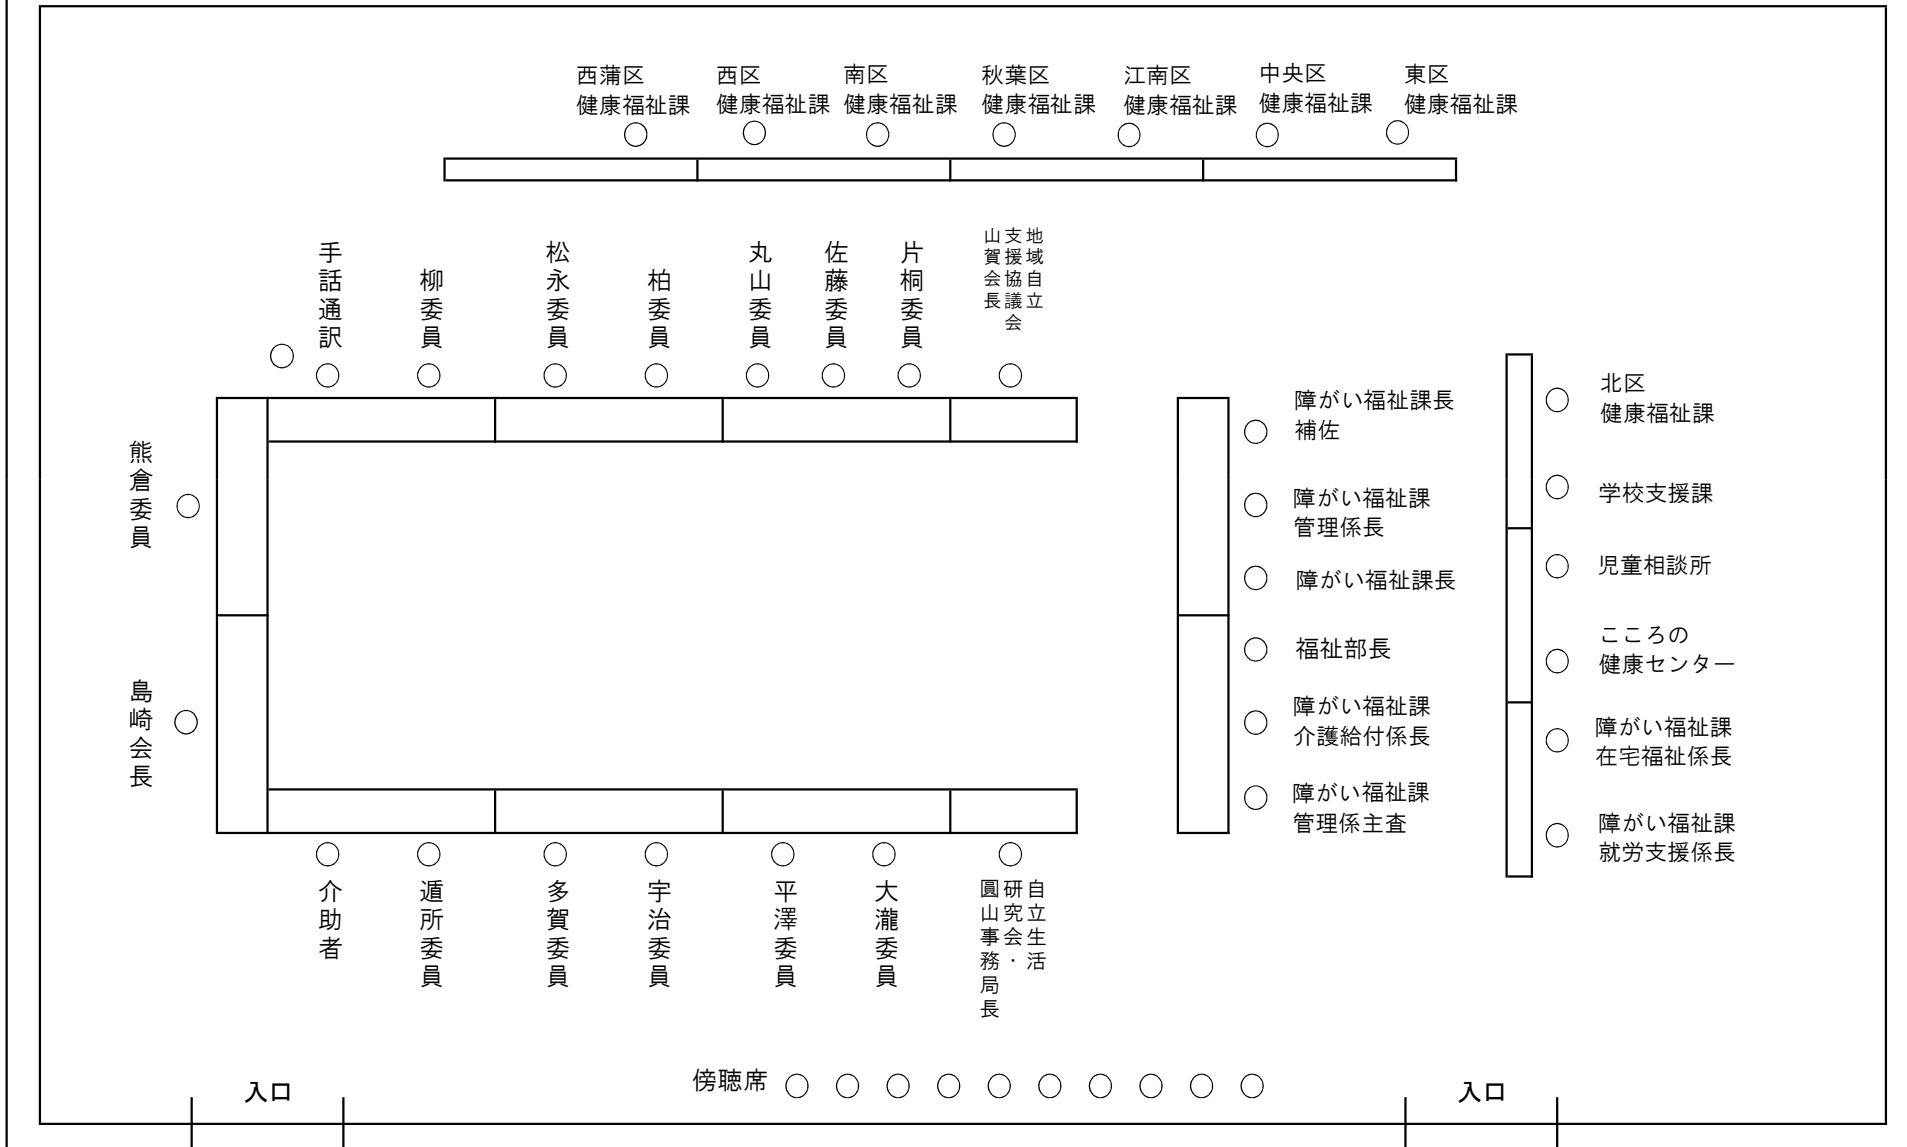 西蒲区
健康福祉課
西区
健康福祉課
南区
健康福祉課
秋葉区
健康福祉課
江南区
健康福祉課
中央区
健康福祉課
東区
健康福祉課
手話通訳
柳委員
松永委員
柏委員
丸山委員
佐藤委員
片桐委員
地域自立
支援協議会
山賀会長
熊倉委員
島崎会長
障がい福祉課長
補佐
障がい福祉課
管理係長
障がい福祉課長
福祉部長
障がい福祉課
介護給付係長
障がい福祉課
管理係主査
北区
健康福祉課
学校支援課
児童相談所
こころの
健康センター
障がい福祉課
在宅福祉係長
障がい福祉課
就労支援係長
介助者
遁所委員
多賀委員
宇治委員
平澤委員
大瀧委員
自立生活
研究会・
圓山事務局長
傍聴席
入口
入口